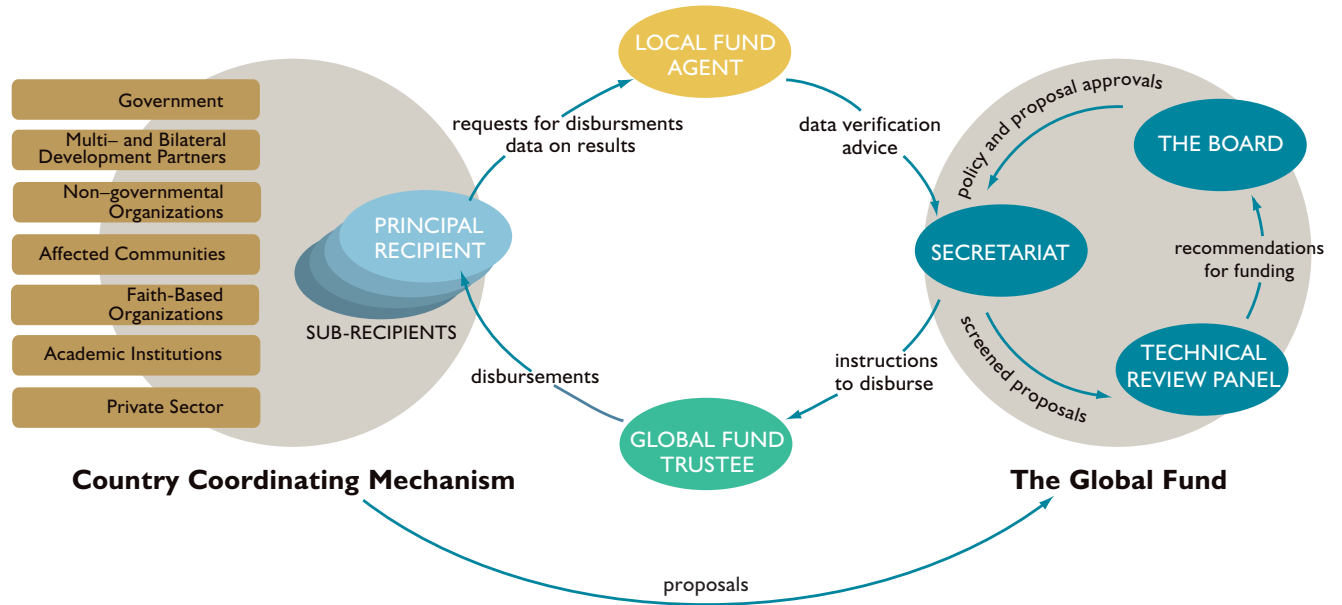 Government
Multi– and Bilateral
Development Partners
Non–governmental
Organizations
Affected Communities
Faith-Based
Organizations
Academic Institutions
Private Sector
PRINCIPAL
RECIPIENT
SUB-RECIPIENTS
Country Coordinating Mechanism
requests for disbursments
data on results
LOCAL FUND
AGENT
data verification
advice
disbursements
GLOBAL FUND
TRUSTEE
instructions
to disburse
policy and proposal approvals
THE BOARD
SECRETARIAT
recommendations
for funding
screened proposals
TECHNICAL
REVIEW PANEL
The Global Fund
proposals